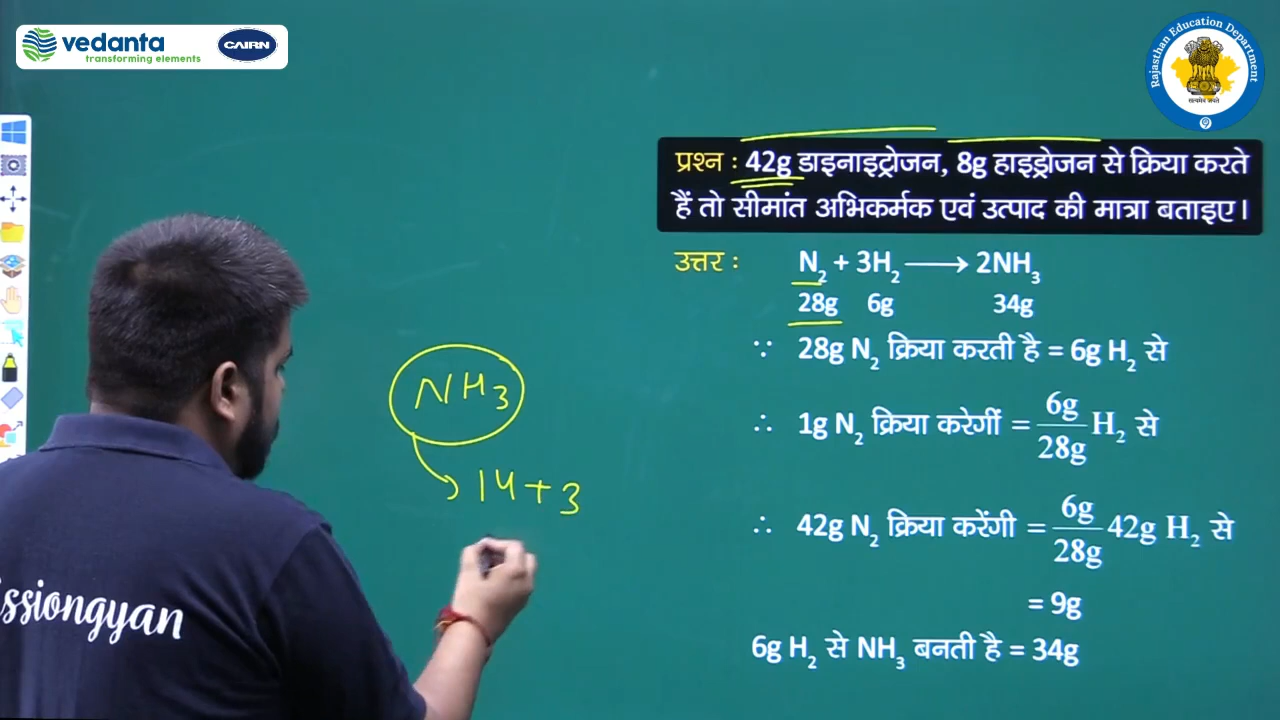 vedanta
transforming elements
CAIRN
Rajasthan Education Department
सत्यमेव जयते
प्रश्न : 42g डाइनाइट्रोजन, 8g हाइड्रोजन से क्रिया करते
हैं तो सीमांत अभिकर्मक एवं उत्पाद की मात्रा बताइए।
उत्तर : N₂ + 3H₂ ⟶ 2NH₃
28g 6g 34g
∵ 28g N₂ क्रिया करती है = 6g H₂ से
∴ 1g N₂ क्रिया करेगीं = 6g/28g H₂ से
∴ 42g N₂ क्रिया करेंगी = 6g/28g 42g H₂ से
= 9g
6g H₂ से NH₃ बनती है = 34g
NH₃
14+3
issiongyan